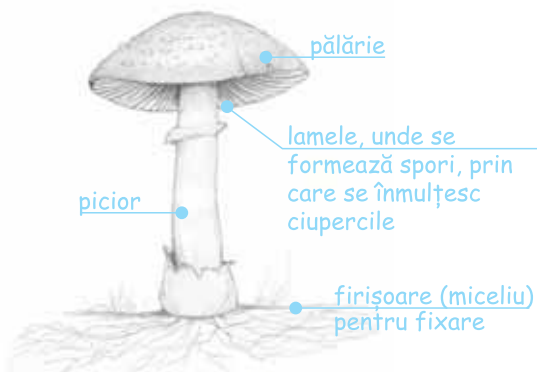 pălărie
lamele, unde se
formează spori, prin
care se înmulțesc
ciupercile
picior
firișoare (miceliu)
pentru fixare